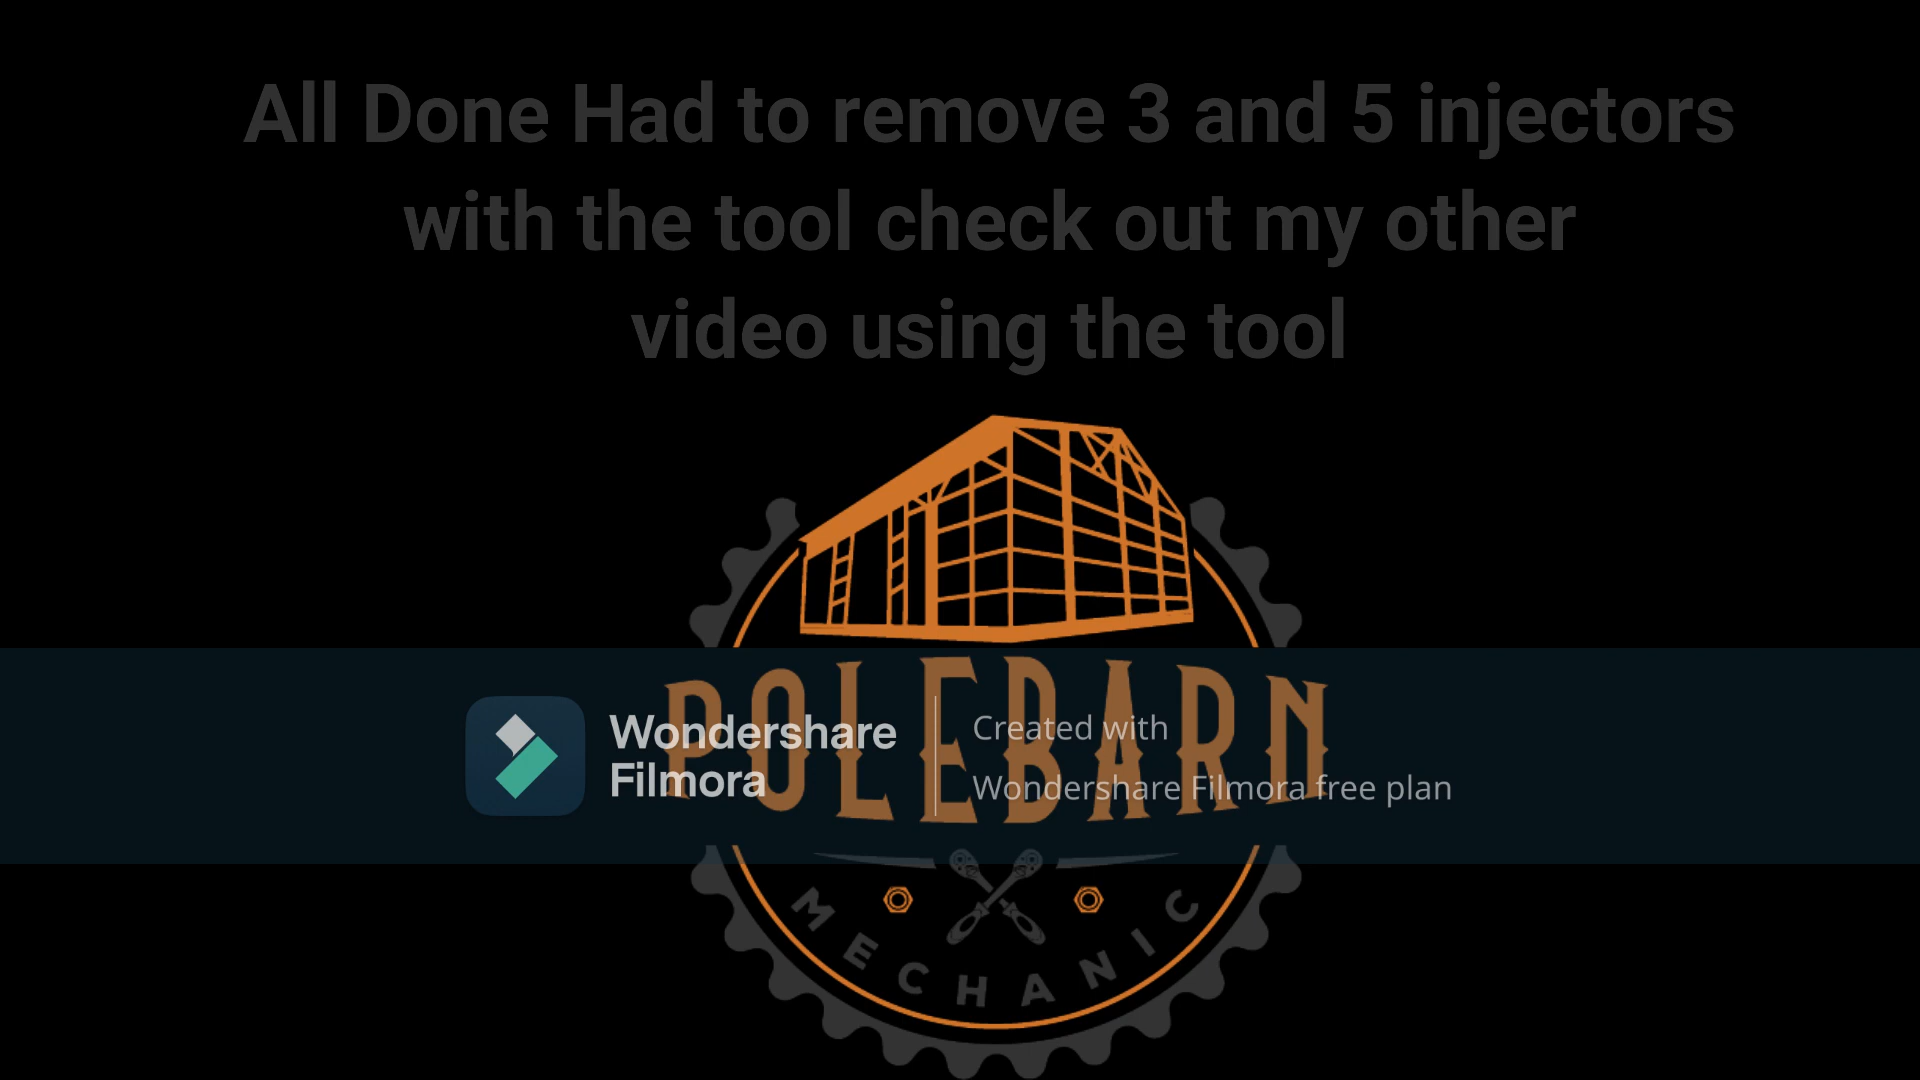 All Done Had to remove 3 and 5 injectors
with the tool check out my other
video using the tool
POLEBARN
Wondershare
Filmora
Created with
Wondershare Filmora free plan
MECHANIC